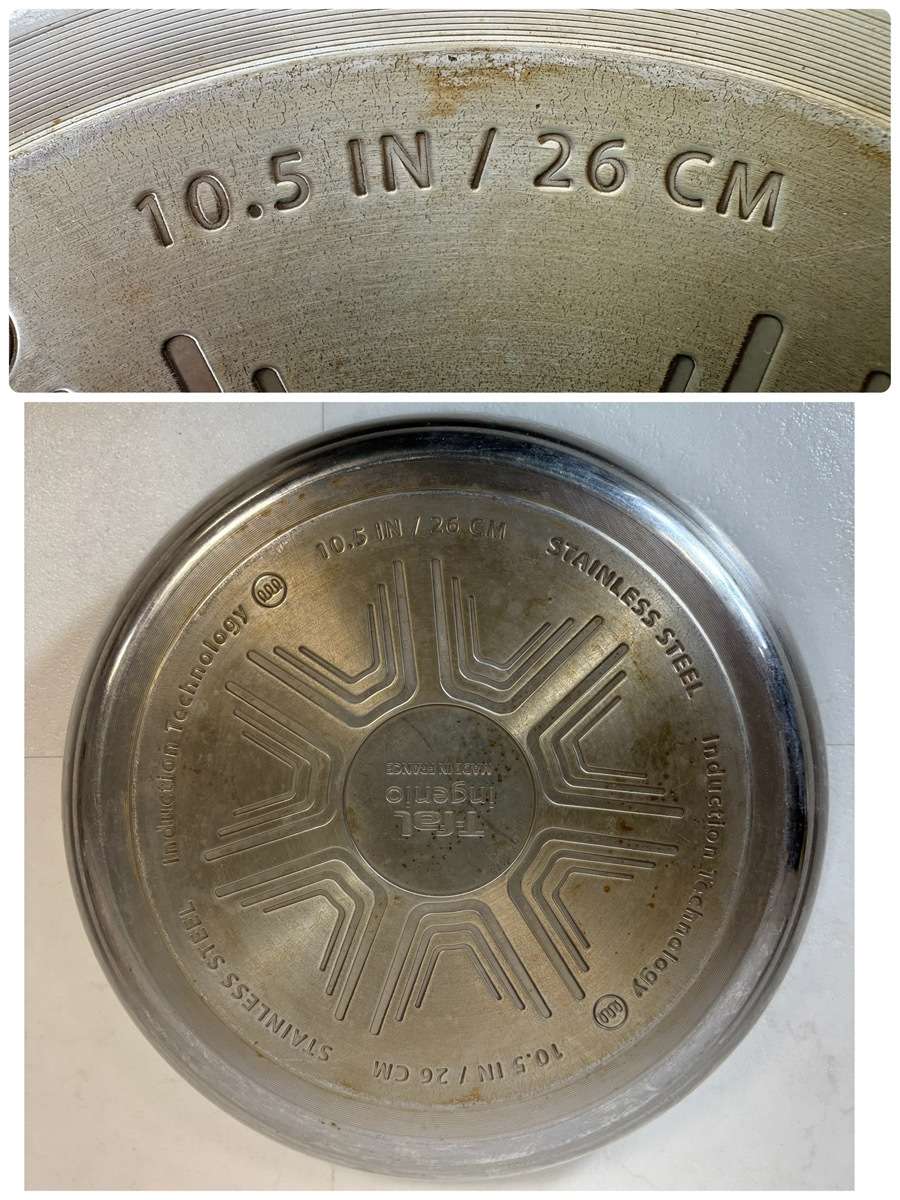 10.5 IN / 26 CM
10.5 IN / 26 CM
STAINLESS STEEL
Induction Technology
10.5 IN / 26 CM
STAINLESS STEEL
Induction Technology
T-fal
ingenio
MADE IN FRANCE